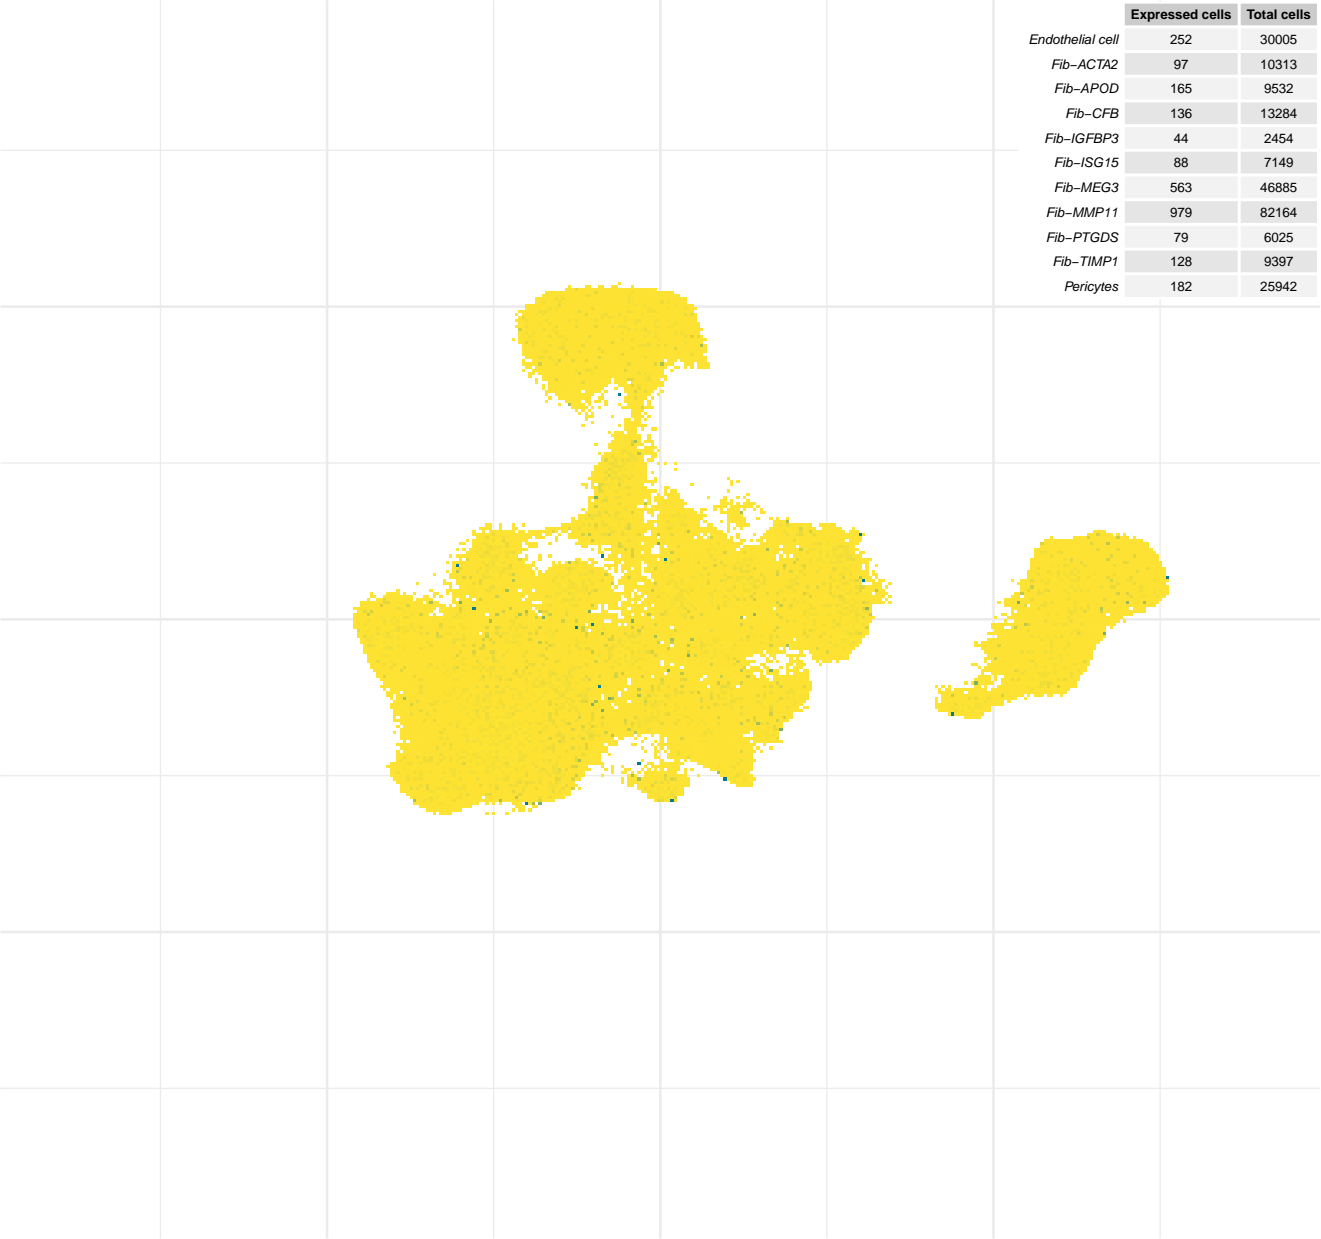 Expressed cells Total cells
Endothelial cell 252 30005
Fib−ACTA2 97 10313
Fib−APOD 165 9532
Fib−CFB 136 13284
Fib−IGFBP3 44 2454
Fib−ISG15 88 7149
Fib−MEG3 563 46885
Fib−MMP11 979 82164
Fib−PTGDS 79 6025
Fib−TIMP1 128 9397
Pericytes 182 25942